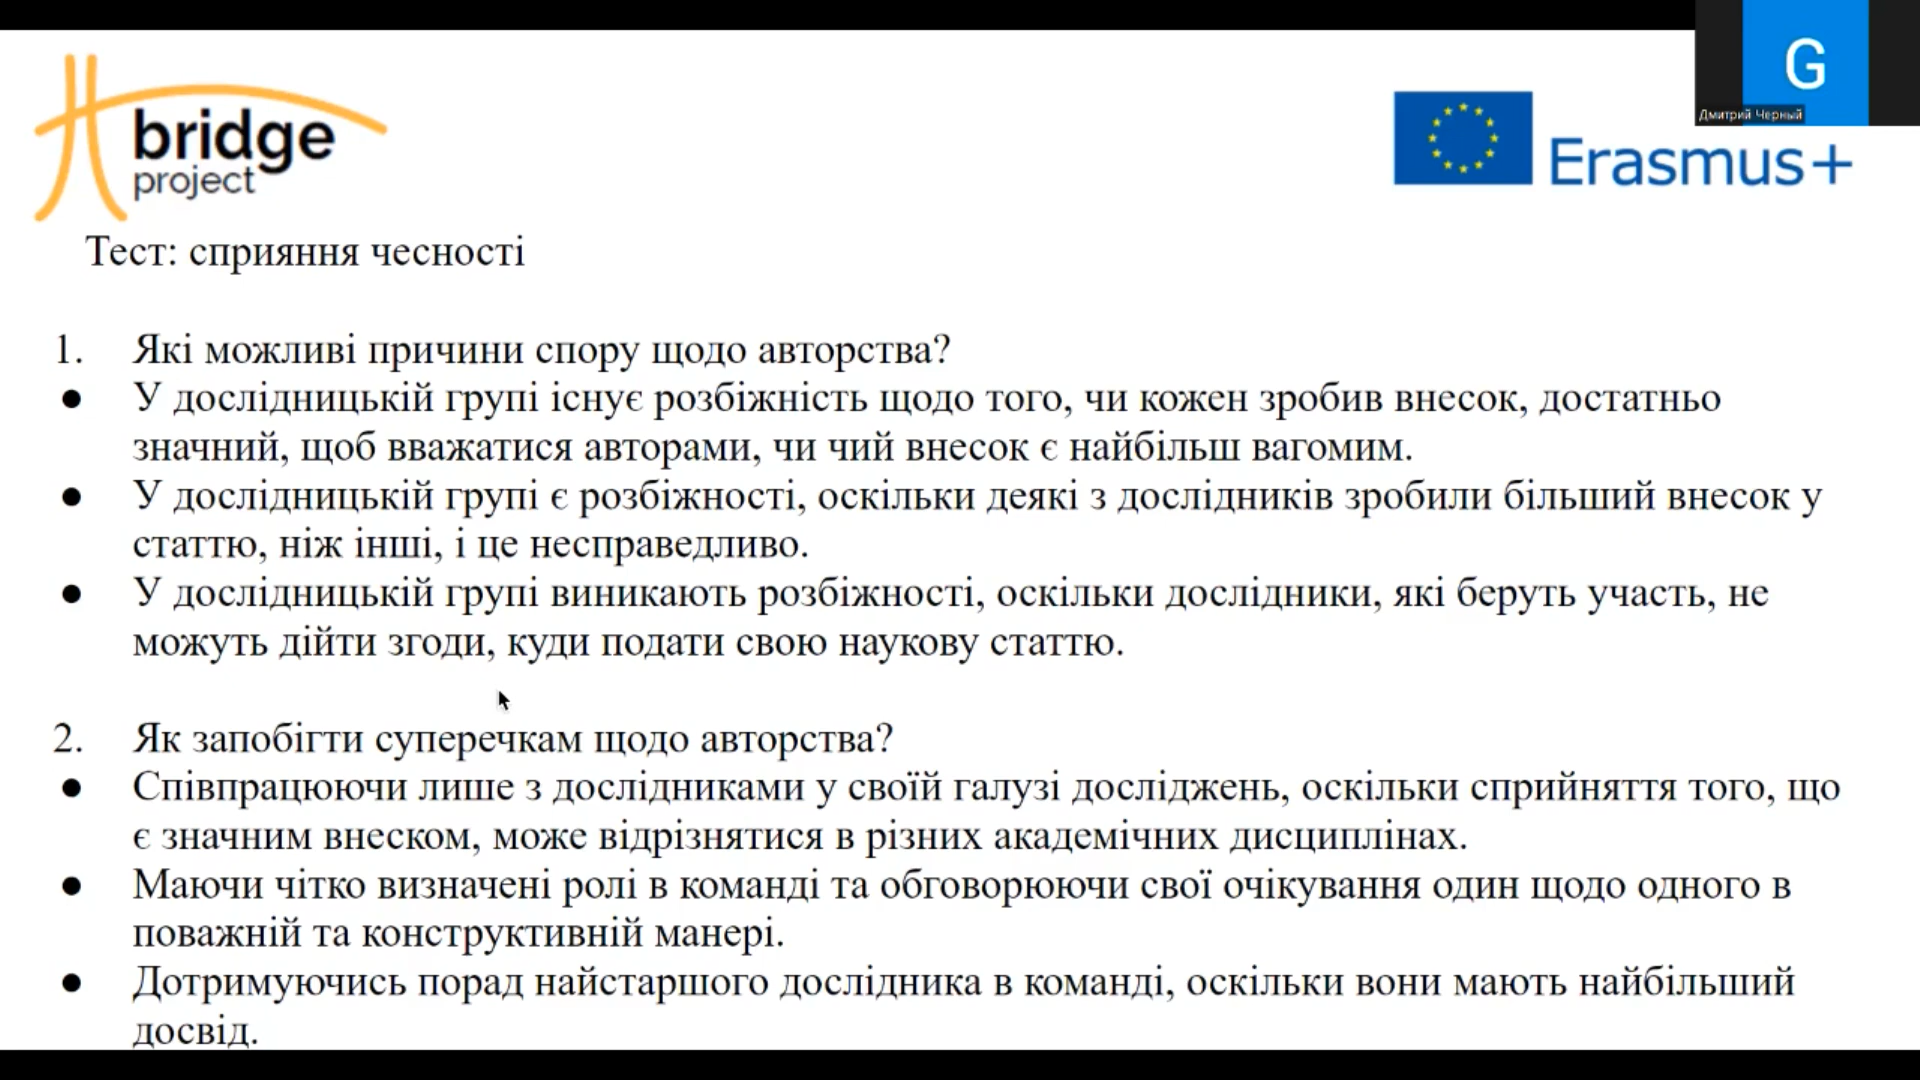 G
Дмитрий Черный
bridge
project
Erasmus+
Тест: сприяння чесності
1. Які можливі причини спору щодо авторства?
● У дослідницькій групі існує розбіжність щодо того, чи кожен зробив внесок, достатньо
значний, щоб вважатися авторами, чи чий внесок є найбільш вагомим.
● У дослідницькій групі є розбіжності, оскільки деякі з дослідників зробили більший внесок у
статтю, ніж інші, і це несправедливо.
● У дослідницькій групі виникають розбіжності, оскільки дослідники, які беруть участь, не
можуть дійти згоди, куди подати свою наукову статтю.
2. Як запобігти суперечкам щодо авторства?
● Співпрацюючи лише з дослідниками у своїй галузі досліджень, оскільки сприйняття того, що
є значним внеском, може відрізнятися в різних академічних дисциплінах.
● Маючи чітко визначені ролі в команді та обговорюючи свої очікування один щодо одного в
поважній та конструктивній манері.
● Дотримуючись порад найстаршого дослідника в команді, оскільки вони мають найбільший
досвід.